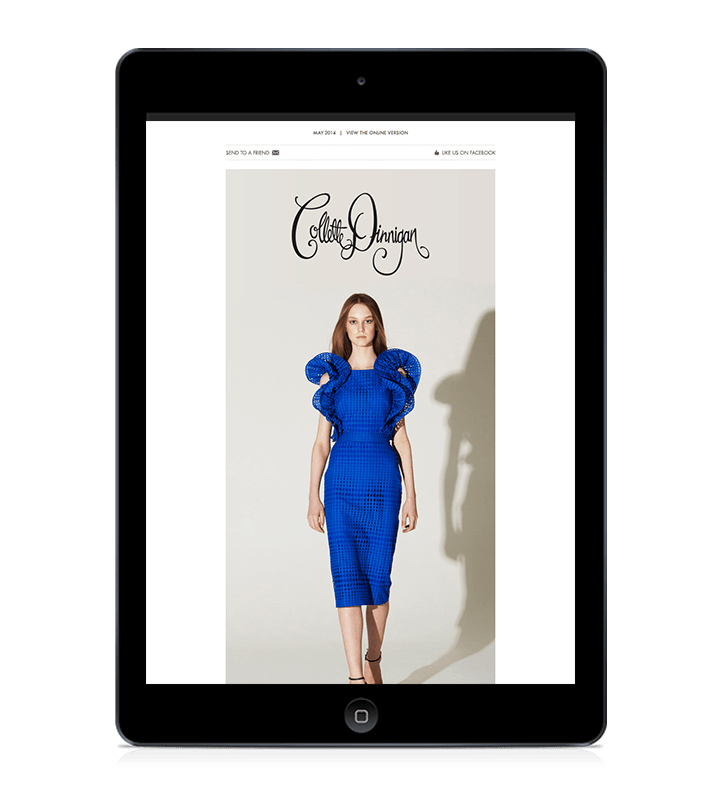 MAY 2014 | VIEW THE ONLINE VERSION
SEND TO A FRIEND
LIKE US ON FACEBOOK
Collette Dinnigan